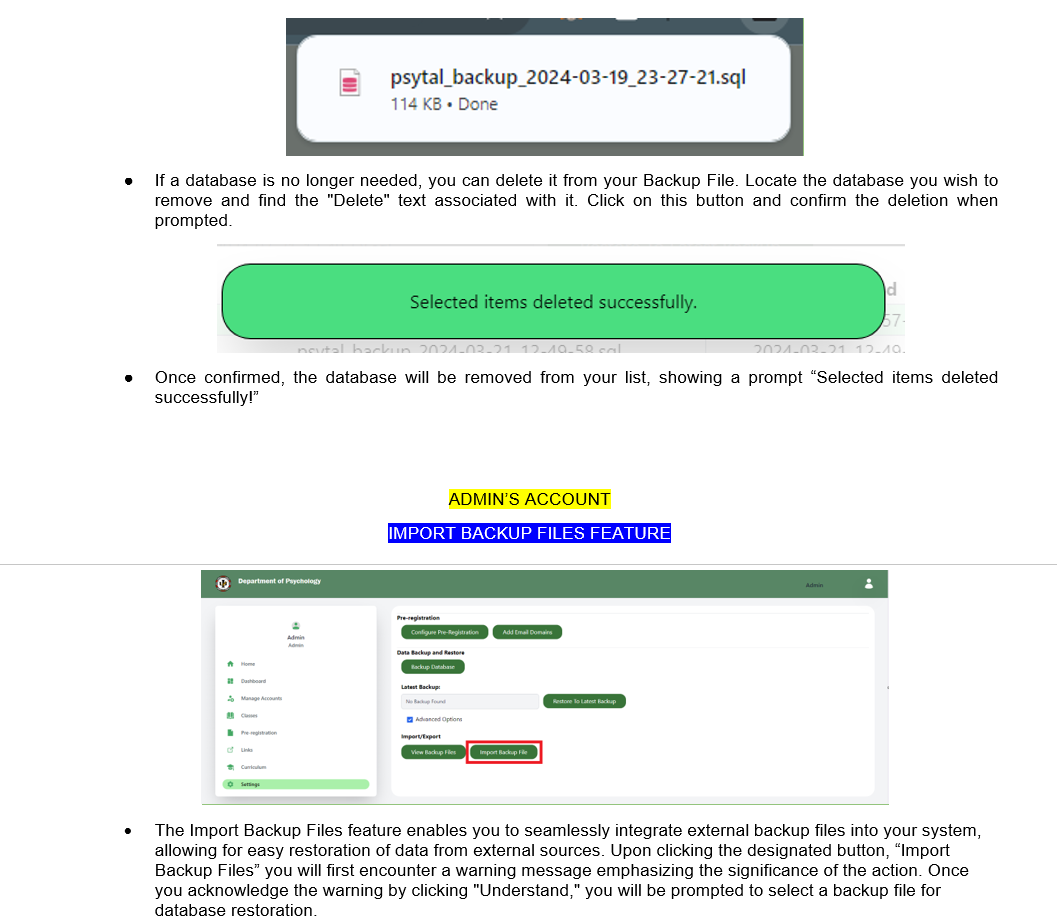 psytal_backup_2024-03-19_23-27-21.sql
114 KB • Done
● If a database is no longer needed, you can delete it from your Backup File. Locate the database you wish to
remove and find the "Delete" text associated with it. Click on this button and confirm the deletion when
prompted.
Selected items deleted successfully.
d
57-
psytal_backup_2024-03-21_12-49-58.sql 2024-03-21_12-49-
● Once confirmed, the database will be removed from your list, showing a prompt “Selected items deleted
successfully!”
ADMIN’S ACCOUNT
IMPORT BACKUP FILES FEATURE
Department of Psychology
Admin
Admin
Admin
Home
Dashboard
Manage Accounts
Classes
Pre-registration
Links
Curriculum
Settings
Pre-registration
Configure Pre-Registration Add Email Domains
Data Backup and Restore
Backup Database
Latest Backup:
No Backup Found Restore To Latest Backup
Advanced Options
Import/Export
View Backup Files Import Backup File
● The Import Backup Files feature enables you to seamlessly integrate external backup files into your system,
allowing for easy restoration of data from external sources. Upon clicking the designated button, “Import
Backup Files” you will first encounter a warning message emphasizing the significance of the action. Once
you acknowledge the warning by clicking "Understand," you will be prompted to select a backup file for
database restoration.